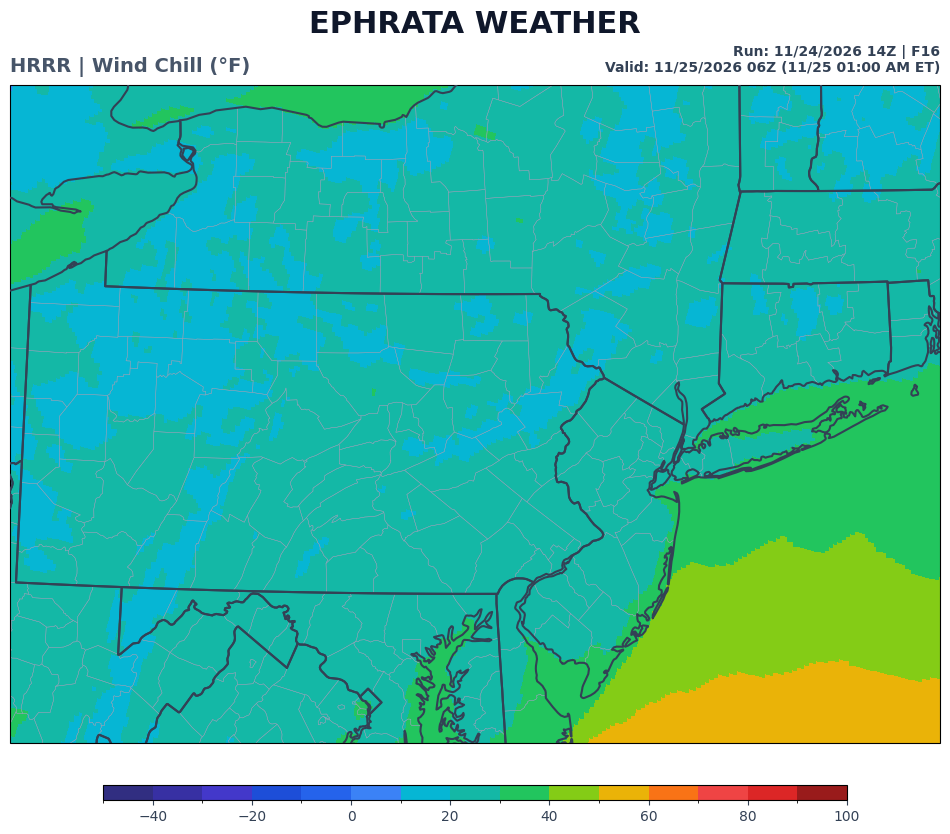 EPHRATA WEATHER
HRRR | Wind Chill (°F)
Run: 11/24/2026 14Z | F16
Valid: 11/25/2026 06Z (11/25 01:00 AM ET)
−40 −20 0 20 40 60 80 100